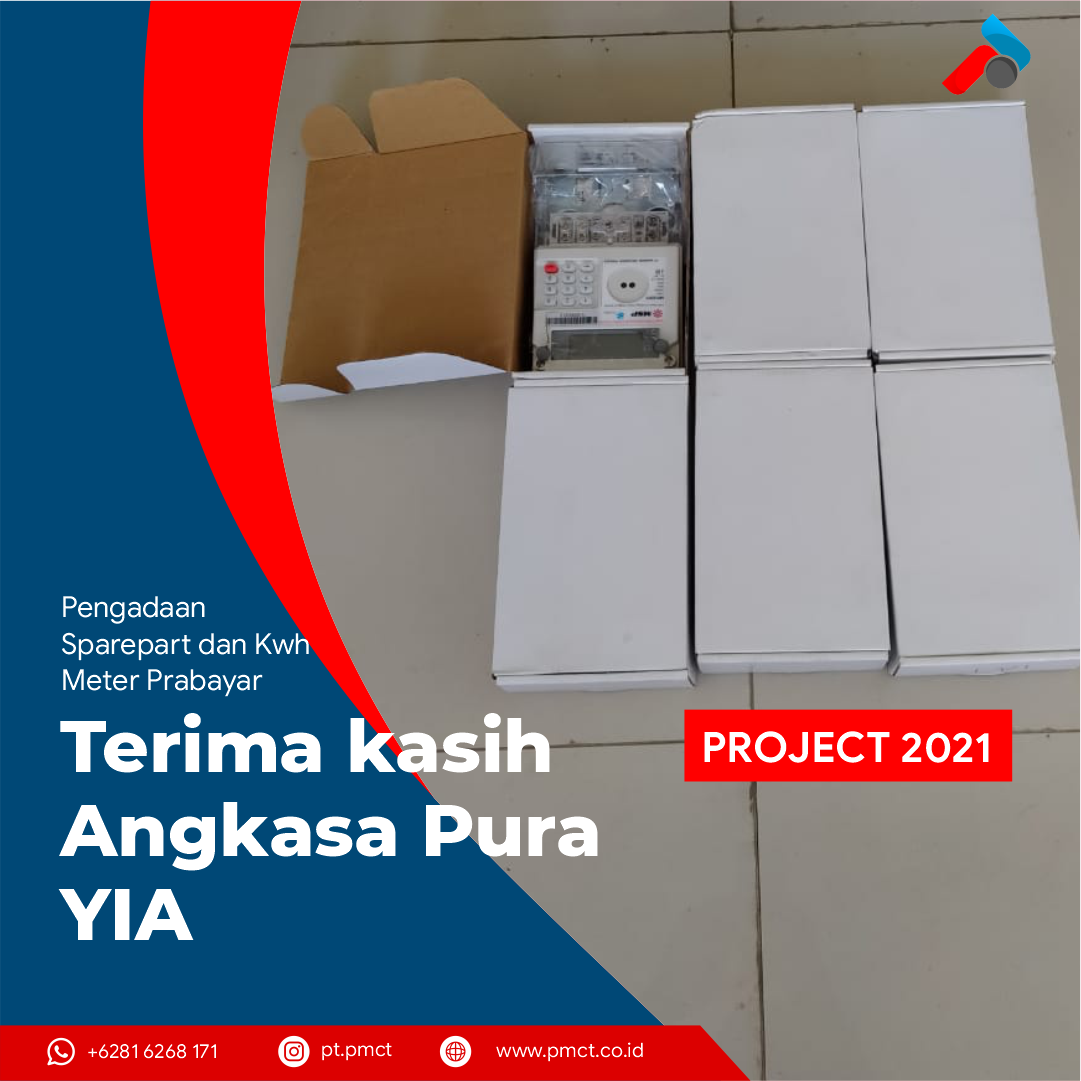 Pengadaan
Sparepart dan Kwh
Meter Prabayar
Terima kasih
Angkasa Pura
YIA
PROJECT 2021
+6281 6268 171
pt.pmct
www.pmct.co.id